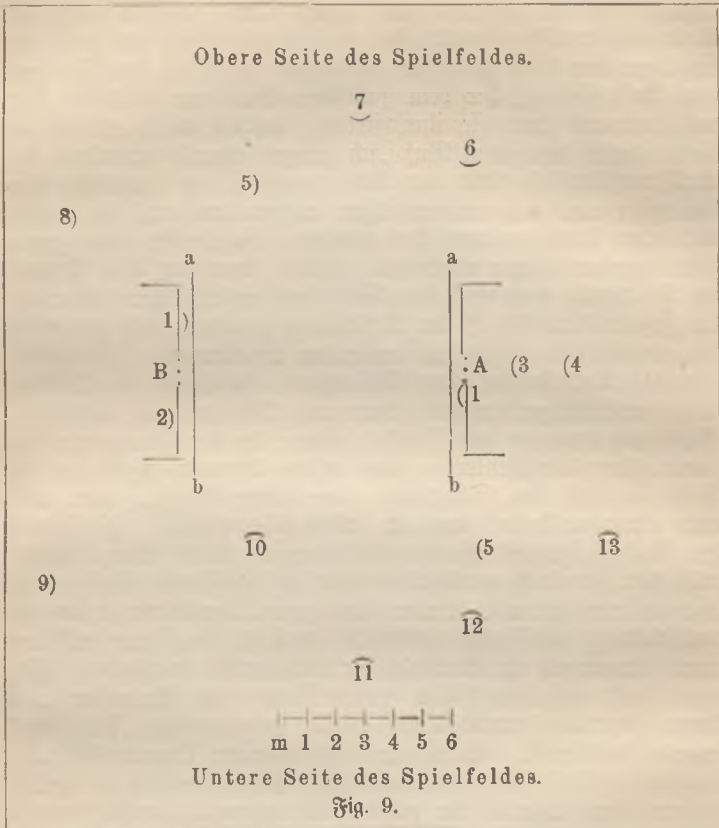 Obere Seite des Spielfeldes.
7
6
5)
8)
a a
1)
B : : A (3 (4
( 1
2)
b b
10 (5 13
9)
12
11
m 1 2 3 4 5 6
Untere Seite des Spielfeldes.
Fig. 9.